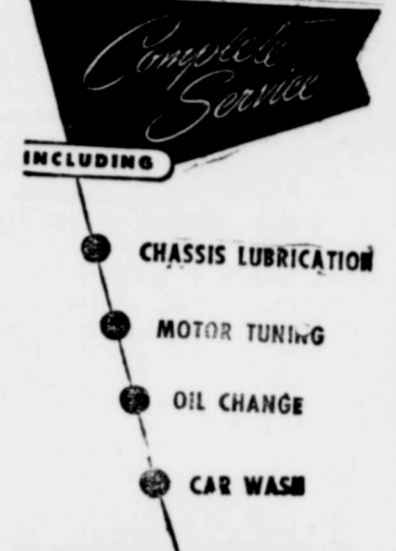 Complete
Service
INCLUDING
CHASSIS LUBRICATION
MOTOR TUNING
OIL CHANGE
CAR WASH